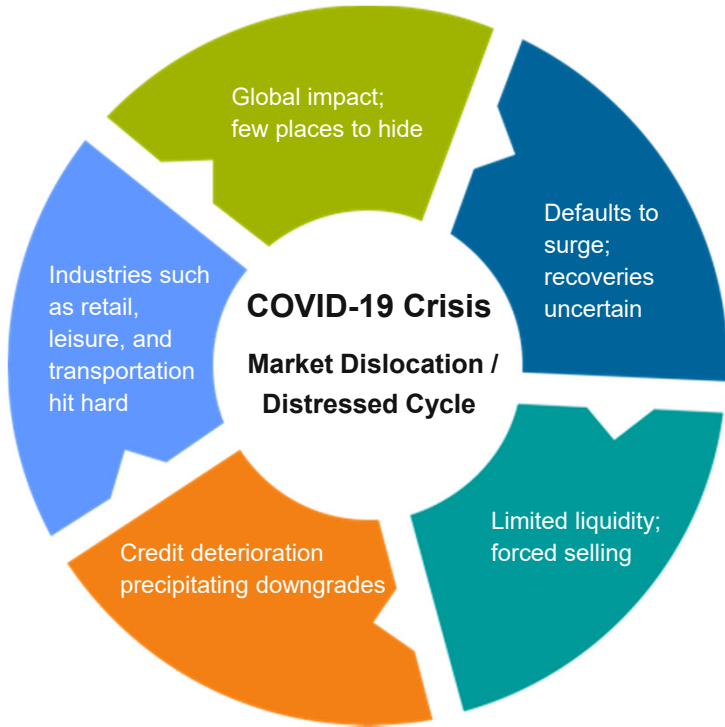 Global impact;
few places to hide
Defaults to
surge;
recoveries
uncertain
Limited liquidity;
forced selling
Credit deterioration
precipitating downgrades
Industries such
as retail,
leisure, and
transportation
hit hard
COVID-19 Crisis
Market Dislocation /
Distressed Cycle